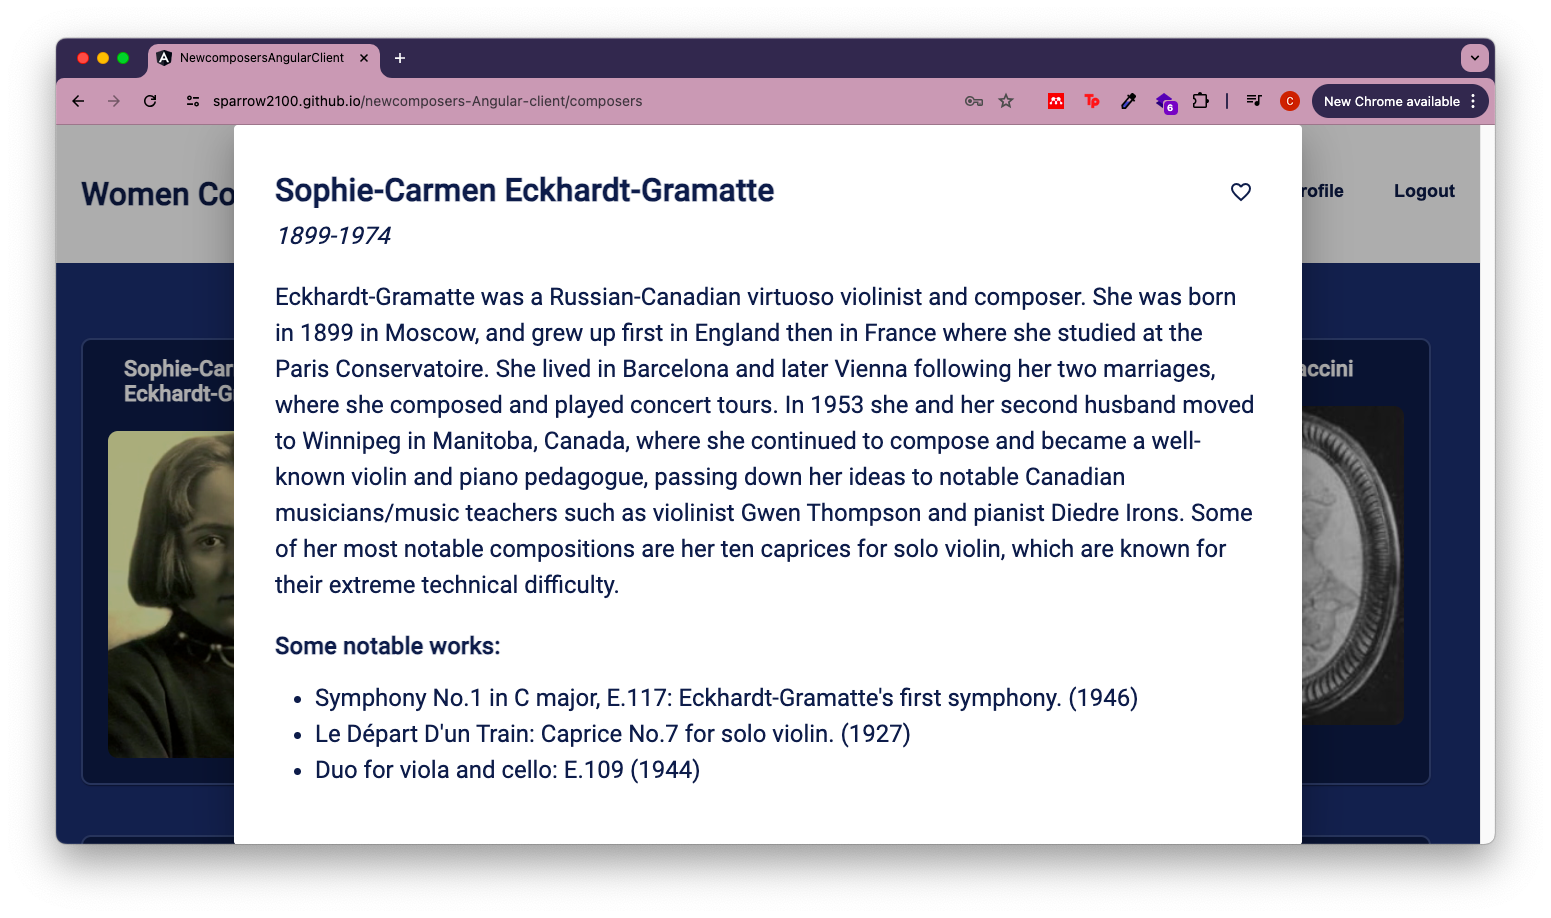 NewcomposersAngularClient
sparrow2100.github.io/newcomposers-Angular-client/composers
Tp
6
C
New Chrome available
Women Co
rofile
Logout
Sophie-Carmen Eckhardt-Gramatte
1899-1974
Eckhardt-Gramatte was a Russian-Canadian virtuoso violinist and composer. She was born
in 1899 in Moscow, and grew up first in England then in France where she studied at the
Paris Conservatoire. She lived in Barcelona and later Vienna following her two marriages,
where she composed and played concert tours. In 1953 she and her second husband moved
to Winnipeg in Manitoba, Canada, where she continued to compose and became a well-
known violin and piano pedagogue, passing down her ideas to notable Canadian
musicians/music teachers such as violinist Gwen Thompson and pianist Diedre Irons. Some
of her most notable compositions are her ten caprices for solo violin, which are known for
their extreme technical difficulty.
Some notable works:
Symphony No.1 in C major, E.117: Eckhardt-Gramatte's first symphony. (1946)
Le Départ D'un Train: Caprice No.7 for solo violin. (1927)
Duo for viola and cello: E.109 (1944)
Sophie-Car
Eckhardt-G
accini